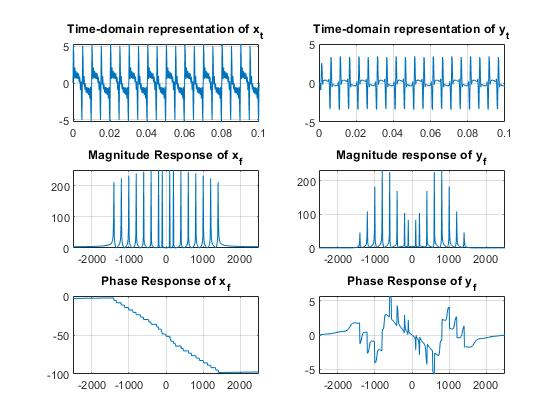 Time-domain representation of x_t
Time-domain representation of y_t
5
0
-5
0 0.02 0.04 0.06 0.08 0.1
5
0
-5
0 0.02 0.04 0.06 0.08 0.1
Magnitude Response of x_f
Magnitude response of y_f
200
100
0
-2000 -1000 0 1000 2000
200
100
0
-2000 -1000 0 1000 2000
Phase Response of x_f
Phase Response of y_f
0
-50
-100
-2000 -1000 0 1000 2000
5
0
-5
-2000 -1000 0 1000 2000